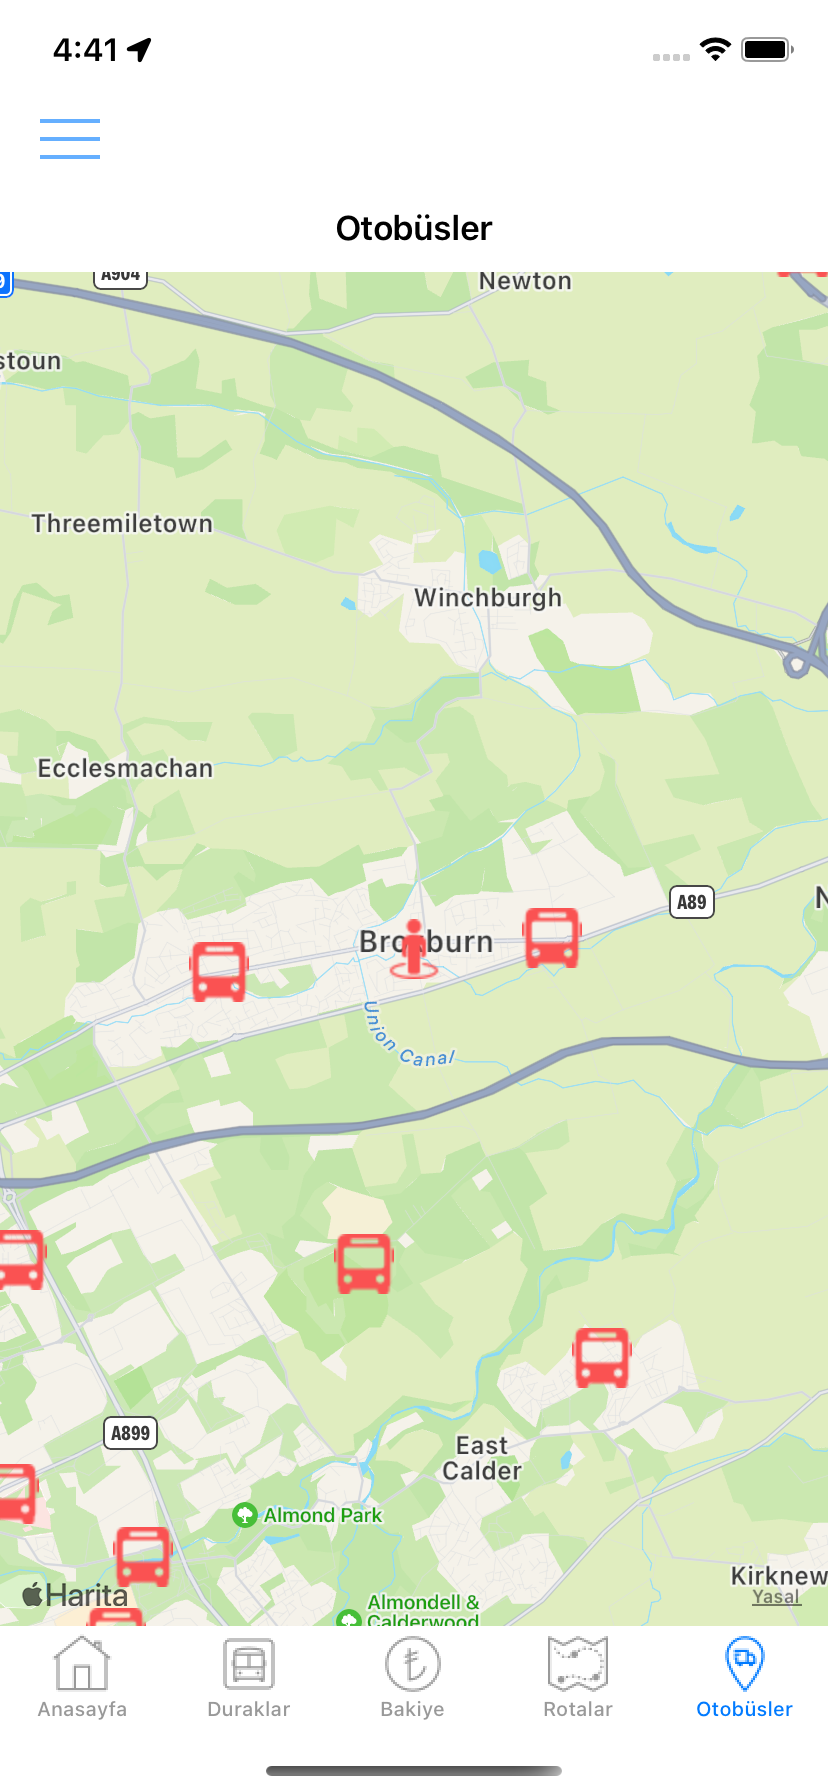 4:41
Otobüsler
A904
Newton
stoun
Threemiletown
Winchburgh
Ecclesmachan
A89
N
Broxburn
Union Canal
A899
East
Calder
Almond Park
Kirknew
Harita
Almondell &
Calderwood
Yasal
Anasayfa
Duraklar
Bakiye
Rotalar
Otobüsler